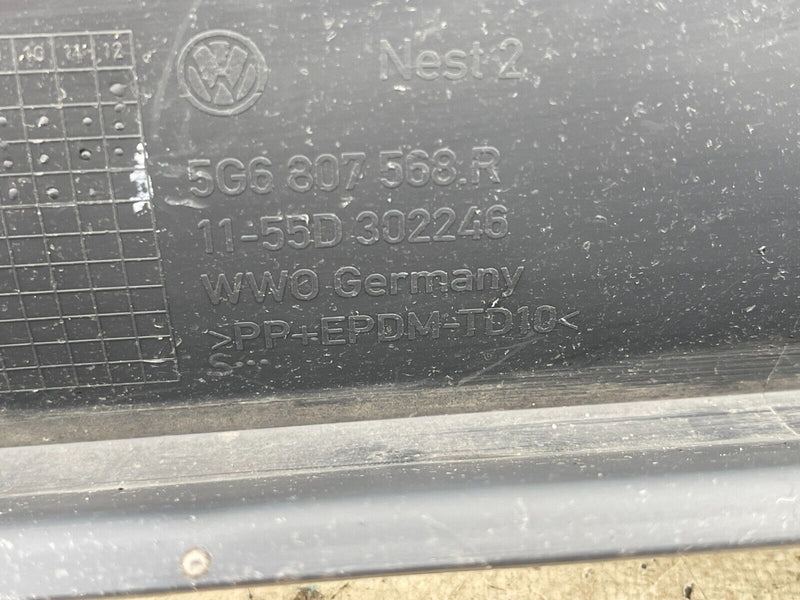 10 11 12
Nest 2
5G6 807 568.R
11-55D 302246
WWO Germany
>PP+EPDM-TD10<